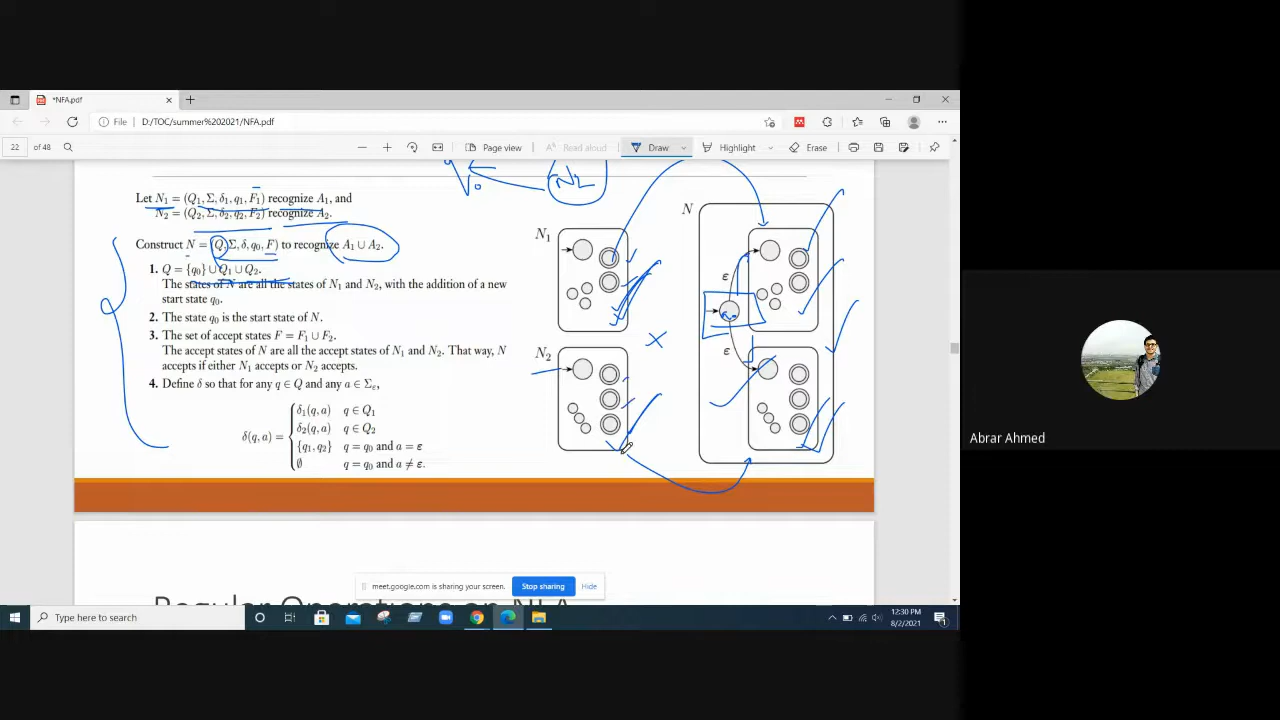 *NFA.pdf
File
D:/TOC/summer%202021/NFA.pdf
22 of 48
Page view
Read aloud
Draw
Highlight
Erase
N2
Let N1 = (Q1, Σ, δ1, q1, F1) recognize A1, and
N2 = (Q2, Σ, δ2, q2, F2) recognize A2.
Construct N = (Q, Σ, δ, q0, F) to recognize A1 ∪ A2.
1. Q = {q0} ∪ Q1 ∪ Q2.
The states of N are all the states of N1 and N2, with the addition of a new
start state q0.
2. The state q0 is the start state of N.
3. The set of accept states F = F1 ∪ F2.
The accept states of N are all the accept states of N1 and N2. That way, N
accepts if either N1 accepts or N2 accepts.
4. Define δ so that for any q ∈ Q and any a ∈ Σε,
δ(q, a) =
δ1(q, a) q ∈ Q1
δ2(q, a) q ∈ Q2
{q1, q2} q = q0 and a = ε
∅ q = q0 and a ≠ ε.
N1
N2
N
ε
ε
Regular Operations on NFA
meet.google.com is sharing your screen.
Stop sharing
Hide
Type here to search
12:30 PM
8/2/2021
Abrar Ahmed